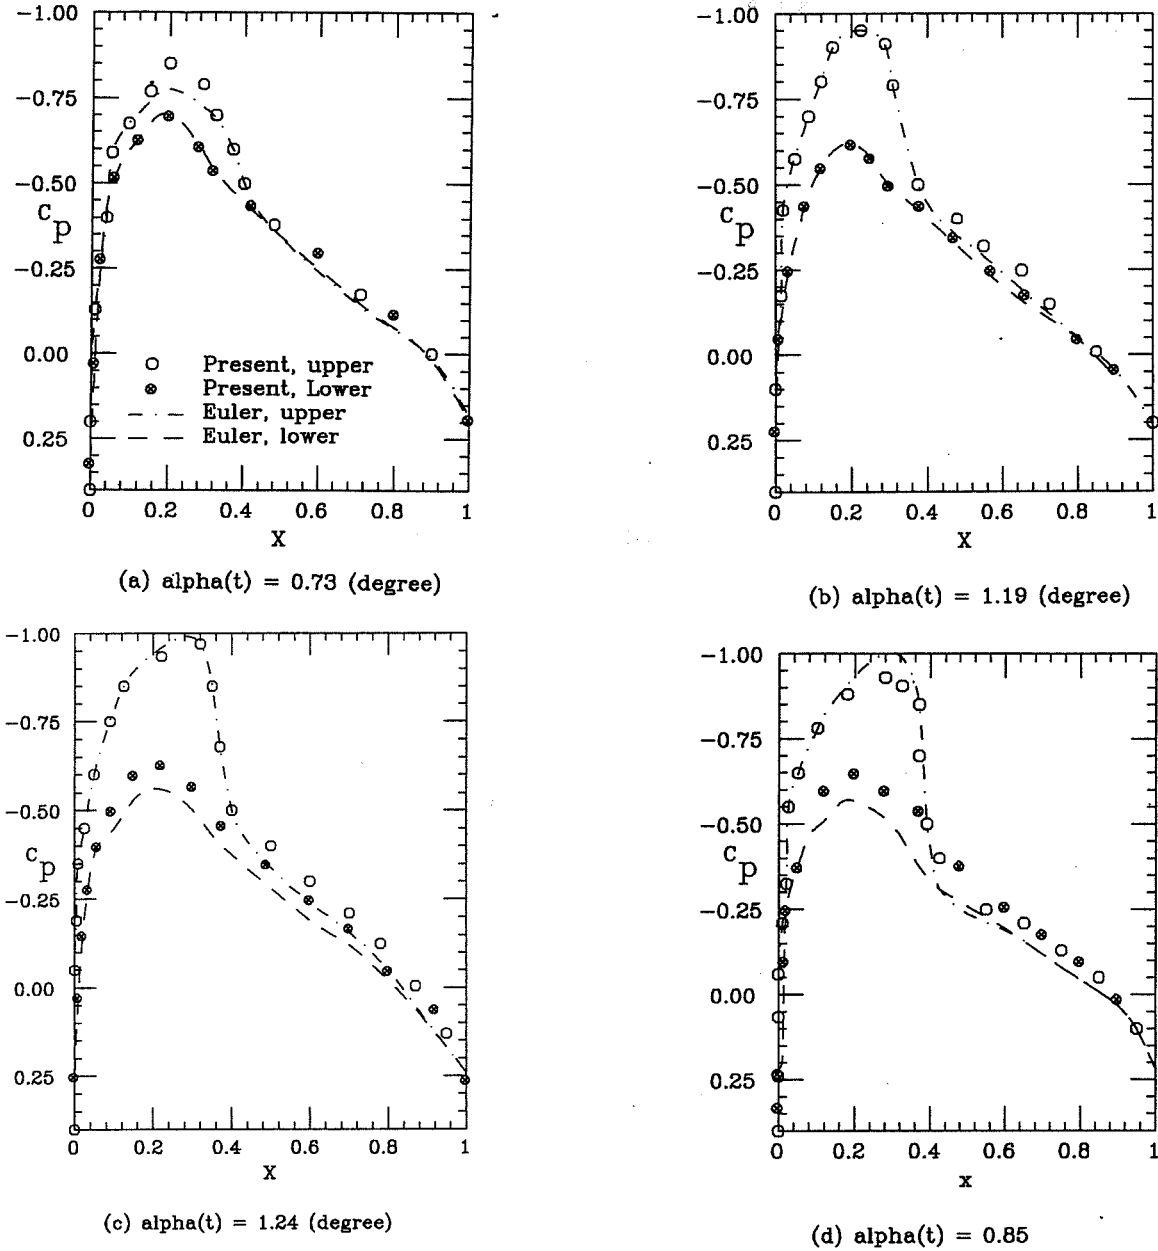 -1.00
-0.75
-0.50
c_p
-0.25
0.00
0.25
Present, upper
Present, Lower
Euler, upper
Euler, lower
0 0.2 0.4 0.6 0.8 1
X
(a) alpha(t) = 0.73 (degree)
-1.00
-0.75
-0.50
c_p
-0.25
0.00
0.25
0 0.2 0.4 0.6 0.8 1
X
(b) alpha(t) = 1.19 (degree)
-1.00
-0.75
-0.50
c_p
-0.25
0.00
0.25
0 0.2 0.4 0.6 0.8 1
X
(c) alpha(t) = 1.24 (degree)
-1.00
-0.75
-0.50
c_p
-0.25
0.00
0.25
0 0.2 0.4 0.6 0.8 1
x
(d) alpha(t) = 0.85